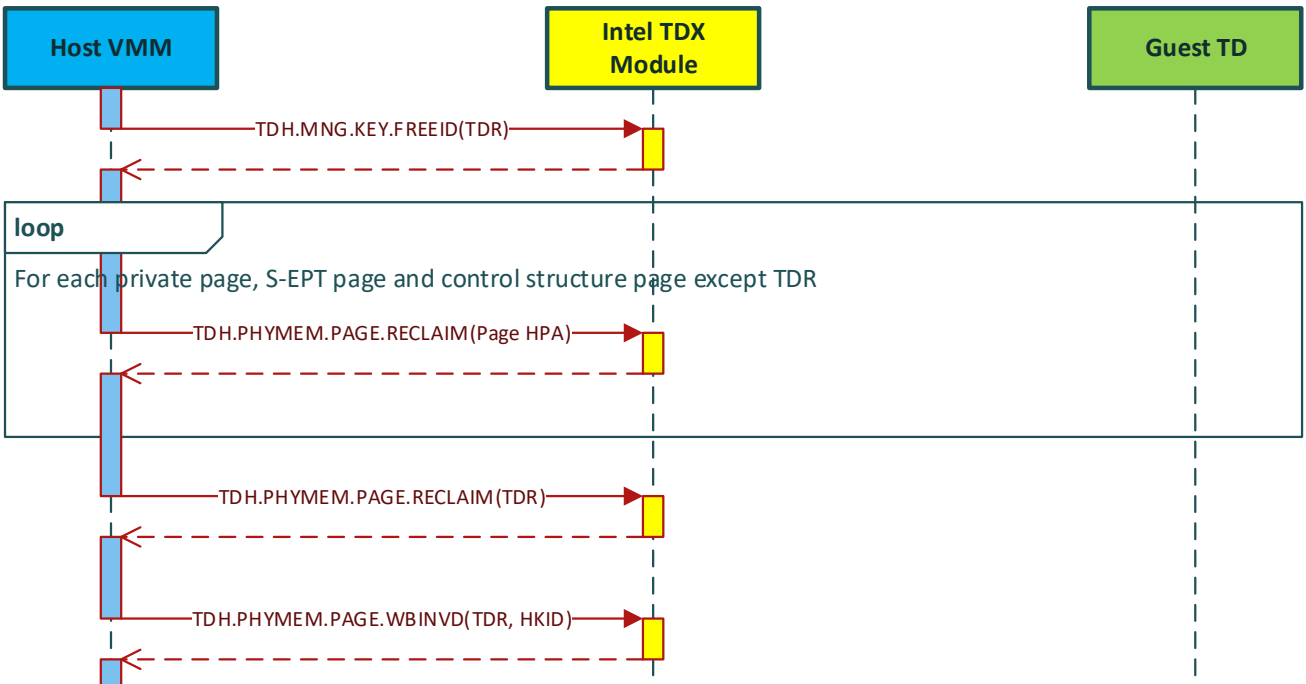 Host VMM
Intel TDX
Module
Guest TD
TDH.MNG.KEY.FREEID(TDR)
loop
For each private page, S-EPT page and control structure page except TDR
TDH.PHYMEM.PAGE.RECLAIM(Page HPA)
TDH.PHYMEM.PAGE.RECLAIM(TDR)
TDH.PHYMEM.PAGE.WBINVD(TDR, HKID)